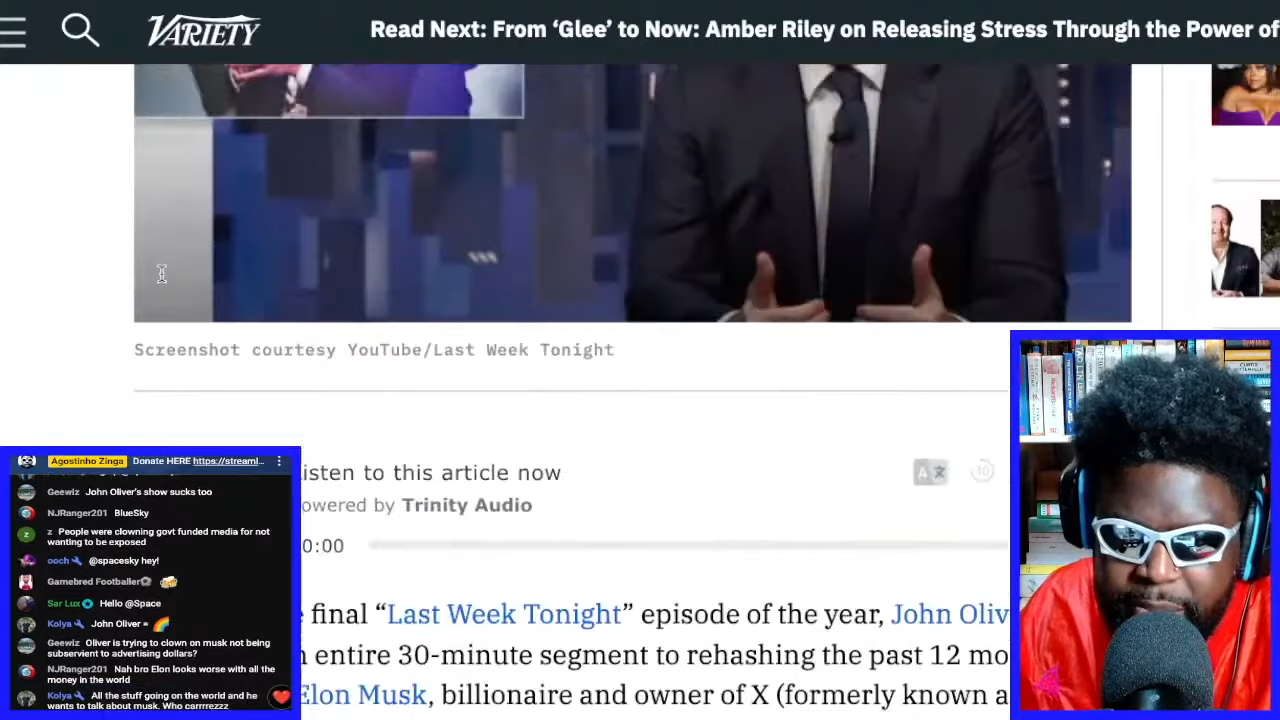 VARIETY
Read Next: From ‘Glee’ to Now: Amber Riley on Releasing Stress Through the Power of
Screenshot courtesy YouTube/Last Week Tonight
isten to this article now
owered by Trinity Audio
0:00
10
final “Last Week Tonight” episode of the year, John Oliv
entire 30-minute segment to rehashing the past 12 mo
Elon Musk, billionaire and owner of X (formerly known a
Agostinho Zinga Donate HERE https://streaml...
Geewiz John Oliver's show sucks too
NJRanger201 BlueSky
z People were clowning govt funded media for not
wanting to be exposed
ooch @spacesky hey!
Gamebred Footballer
Sar Lux Hello @Space
Kolya John Oliver =
Geewiz Oliver is trying to clown on musk not being
subservient to advertising dollars?
NJRanger201 Nah bro Elon looks worse with all the
money in the world
Kolya All the stuff going on the world and he
wants to talk about musk. Who carrrrezzz